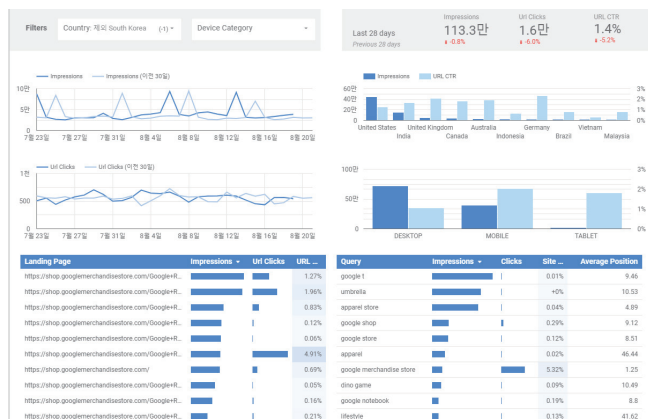 Filters
Country: 제외 South Korea (-1)
Device Category
Last 28 days
Previous 28 days
Impressions
113.3만
-0.8%
Url Clicks
1.6만
-6.0%
URL CTR
1.4%
-5.2%
Impressions
Impressions (이전 30일)
10만
5만
0
7월 23일 7월 27일 7월 31일 8월 4일 8월 8일 8월 12일 8월 16일 8월 20일
Impressions
URL CTR
60만 3%
40만 2%
20만 1%
0 0%
United States United Kingdom Australia Germany Vietnam
India Canada Indonesia Brazil Malaysia
Url Clicks
Url Clicks (이전 30일)
1천
500
0
7월 23일 7월 27일 7월 31일 8월 4일 8월 8일 8월 12일 8월 16일 8월 20일
100만 3%
50만 2%
1%
0 0%
DESKTOP MOBILE TABLET
Landing Page Impressions Url Clicks URL ...
https://shop.googlemerchandisestore.com/Google+R... 1.27%
https://shop.googlemerchandisestore.com/Google+R... 1.96%
https://shop.googlemerchandisestore.com/Google+R... 0.83%
https://shop.googlemerchandisestore.com/Google+R... 0.12%
https://shop.googlemerchandisestore.com/Google+R... 0.06%
https://shop.googlemerchandisestore.com/Google+R... 4.91%
https://shop.googlemerchandisestore.com/ 0.69%
https://shop.googlemerchandisestore.com/Google+R... 0.05%
https://shop.googlemerchandisestore.com/Google+R... 0.16%
https://shop.googlemerchandisestore.com/Google+R... 0.21%
Query Impressions Clicks Site ... Average Position
google t 0.01% 9.46
umbrella +0% 10.53
apparel store 0.04% 4.89
google shop 0.29% 9.12
google store 0.12% 8.51
apparel 0.02% 46.44
google merchandise store 5.32% 1.25
dino game 0.09% 10.49
google notebook 0.19% 8.8
lifestyle 0.13% 41.62